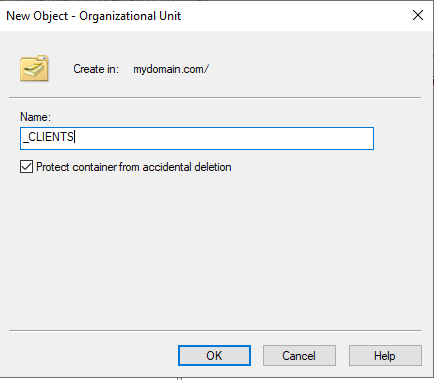 New Object - Organizational Unit
Create in: mydomain.com/
Name:
_CLIENTS
Protect container from accidental deletion
OK Cancel Help